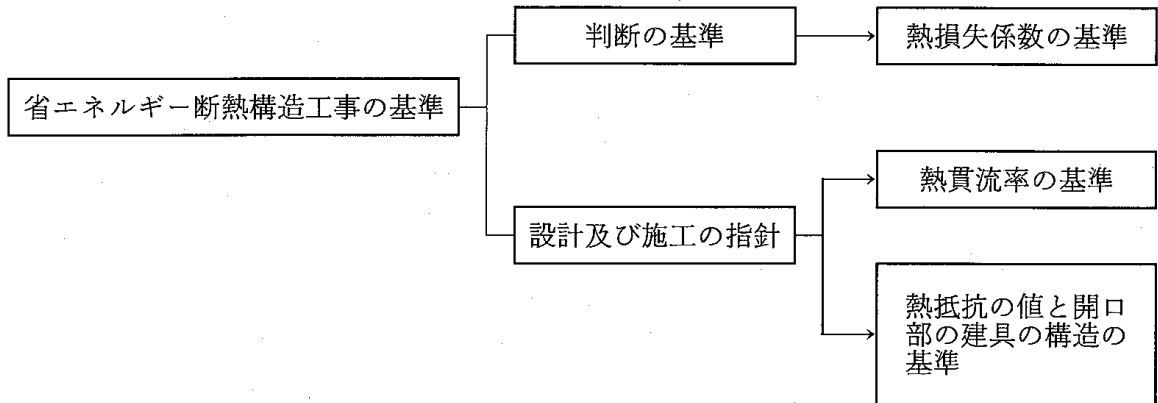 判断の基準
熱損失係数の基準
省エネルギー断熱構造工事の基準
熱貫流率の基準
設計及び施工の指針
熱抵抗の値と開口
部の建具の構造の
基準